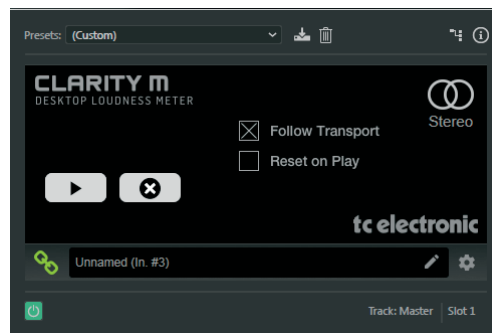 Presets: (Custom)
CLARITY M
DESKTOP LOUDNESS METER
Stereo
Follow Transport
Reset on Play
tc electronic
Unnamed (In. #3)
Track: Master Slot 1